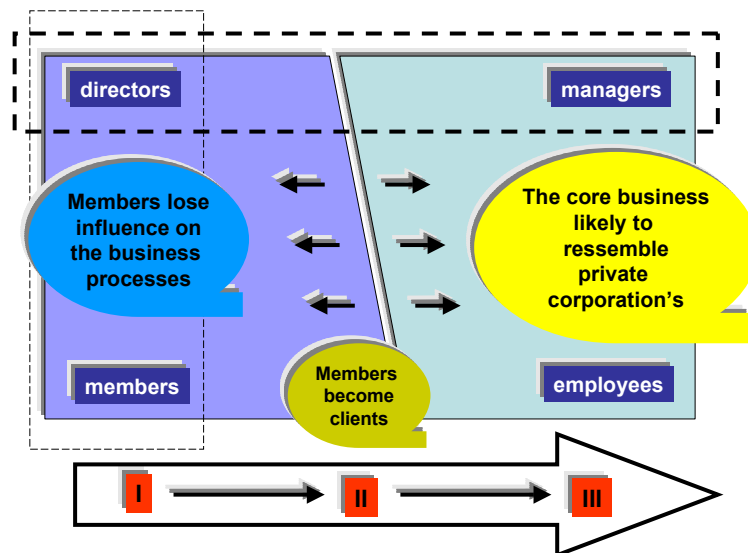 directors
managers
Members lose
influence on
the business
processes
The core business
likely to
ressemble
private
corporation's
members
Members
become
clients
employees
I
II
III